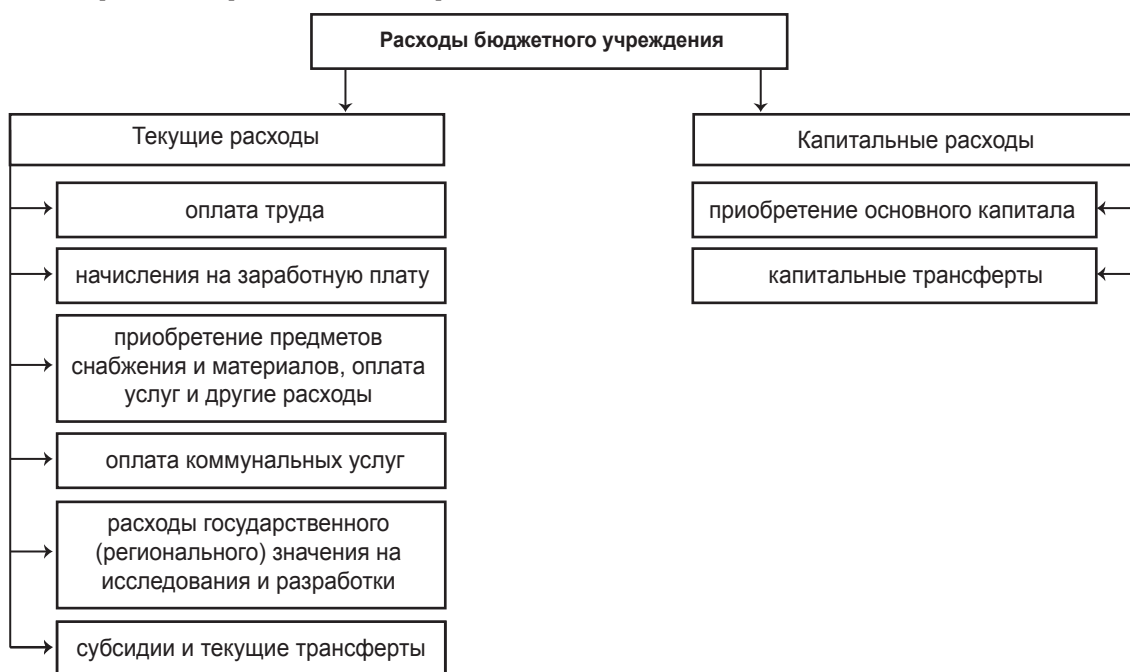 Расходы бюджетного учреждения
Текущие расходы
оплата труда
начисления на заработную плату
приобретение предметов
снабжения и материалов, оплата
услуг и другие расходы
оплата коммунальных услуг
расходы государственного
(регионального) значения на
исследования и разработки
субсидии и текущие трансферты
Капитальные расходы
приобретение основного капитала
капитальные трансферты